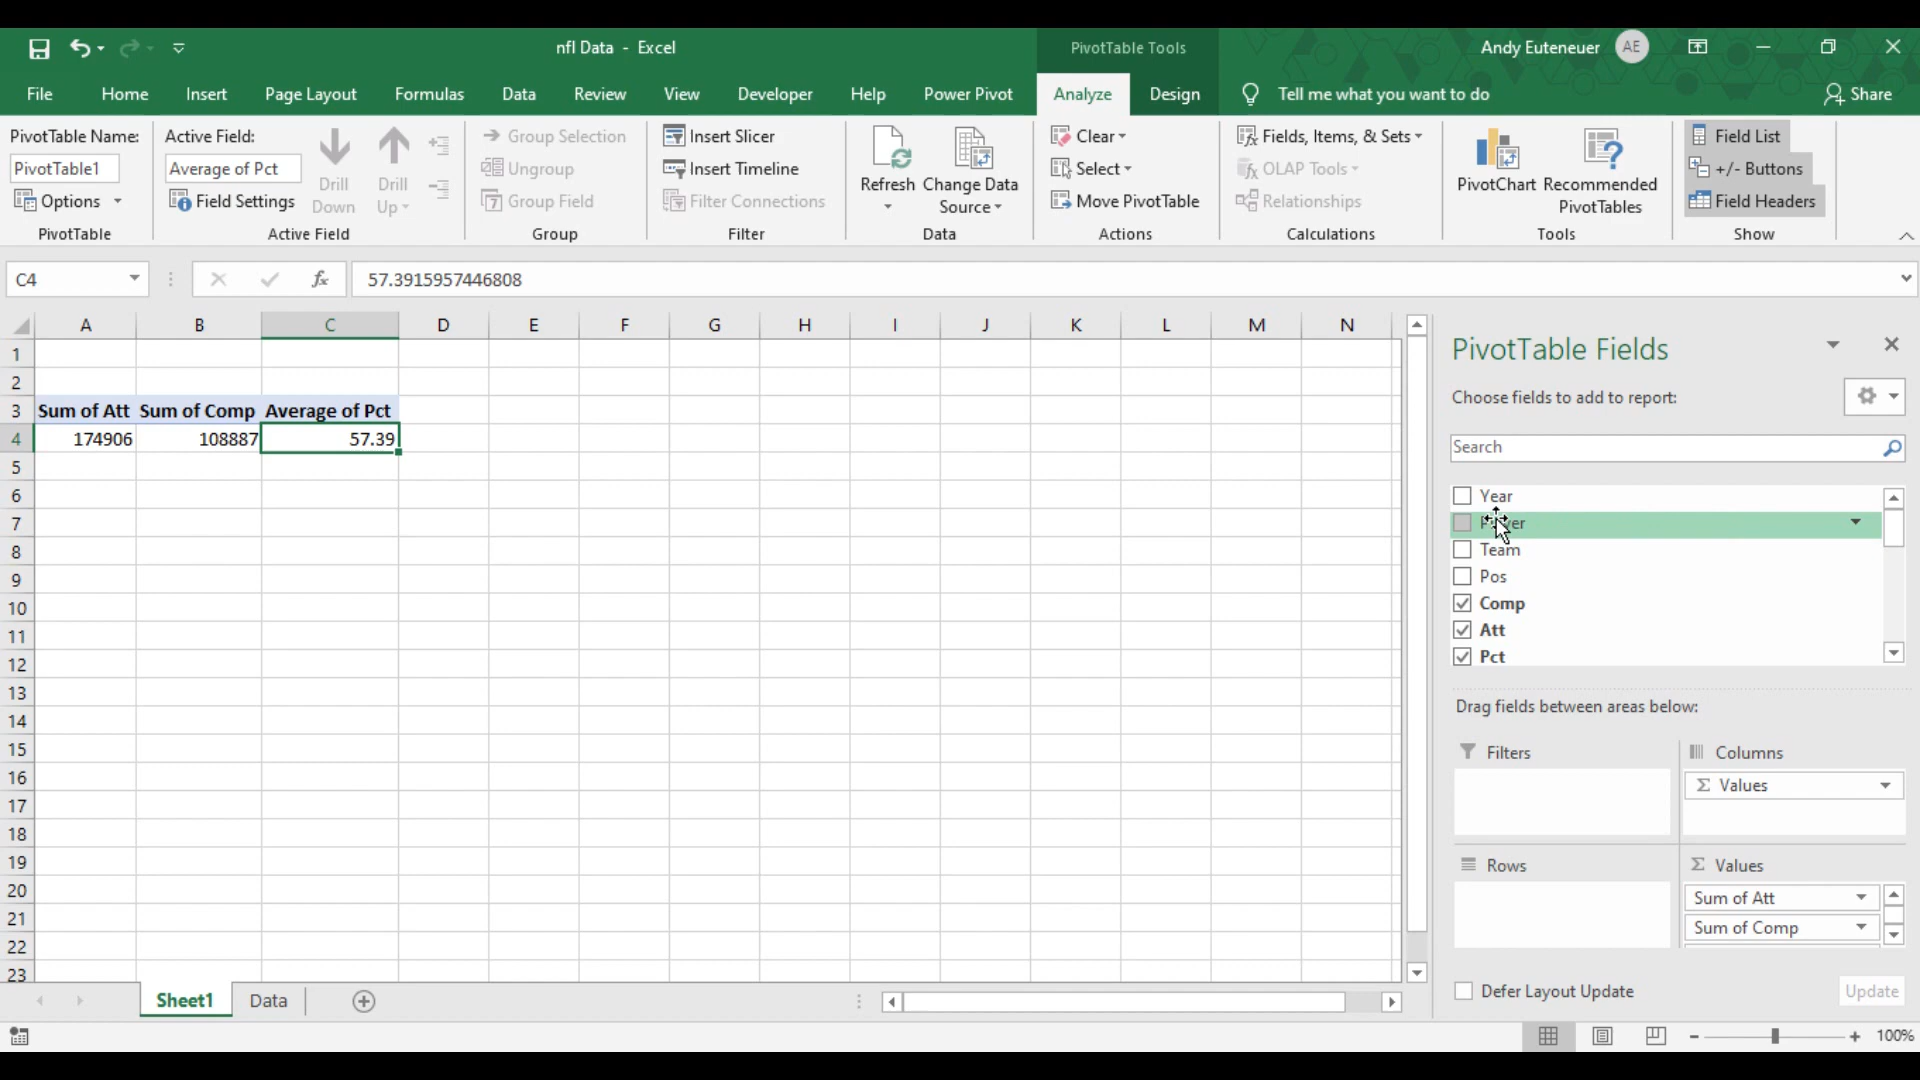 nfl Data - Excel
PivotTable Tools
Andy Euteneuer AE
File Home Insert Page Layout Formulas Data Review View Developer Help Power Pivot Analyze Design Tell me what you want to do Share
PivotTable Name:
PivotTable1
Options
PivotTable
Active Field:
Average of Pct
Field Settings
Drill Down
Drill Up
Active Field
Group Selection
Ungroup
Group Field
Group
Insert Slicer
Insert Timeline
Filter Connections
Filter
Refresh
Change Data Source
Data
Clear
Select
Move PivotTable
Actions
Fields, Items, & Sets
OLAP Tools
Relationships
Calculations
PivotChart
Recommended PivotTables
Tools
Field List
+/- Buttons
Field Headers
Show
C4 fx 57.3915957446808
A B C D E F G H I J K L M N
1
2
3 Sum of Att Sum of Comp Average of Pct
4 174906 108887 57.39
5
6
7
8
9
10
11
12
13
14
15
16
17
18
19
20
21
22
23
PivotTable Fields
Choose fields to add to report:
Search
Year
Team
Pos
Comp
Att
Pct
Drag fields between areas below:
Filters
Columns
Σ Values
Rows
Σ Values
Sum of Att
Sum of Comp
Defer Layout Update
Update
Sheet1 Data
100%